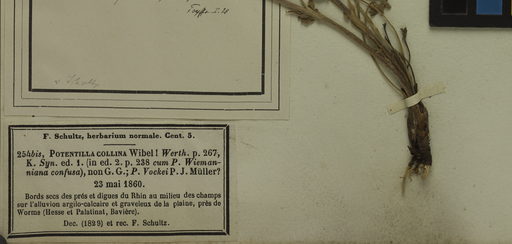 F. Schultz, herbarium normale. Cent. 5.
254bis, POTENTILLA COLLINA Wibel! Werth. p. 267,
K. Syn. ed. 1. (in ed. 2. p. 238 cum P. Wieman-
niana confusa), non G.G.; P. Vockei P. J. Müller?
23 mai 1860.
Bords secs des prés et digues du Rhin au milieu des champs
sur l'alluvion argilo-calcaire et graveleux de la plaine, près de
Worms (Hesse et Palatinat, Bavière).
Dec. (1829) et rec. F. Schultz.